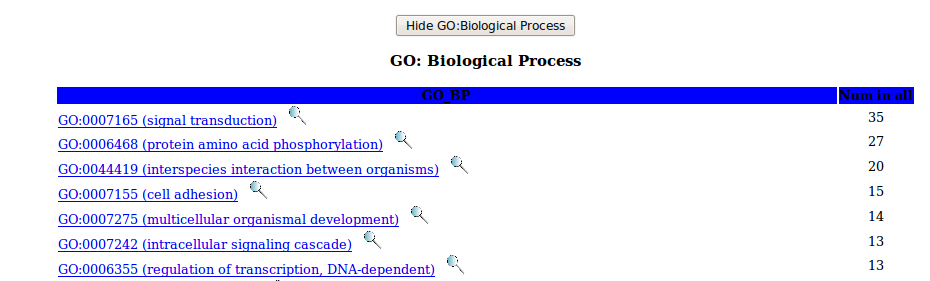 Hide GO:Biological Process
GO: Biological Process
GO_BP Num in all
GO:0007165 (signal transduction) 35
GO:0006468 (protein amino acid phosphorylation) 27
GO:0044419 (interspecies interaction between organisms) 20
GO:0007155 (cell adhesion) 15
GO:0007275 (multicellular organismal development) 14
GO:0007242 (intracellular signaling cascade) 13
GO:0006355 (regulation of transcription, DNA-dependent) 13